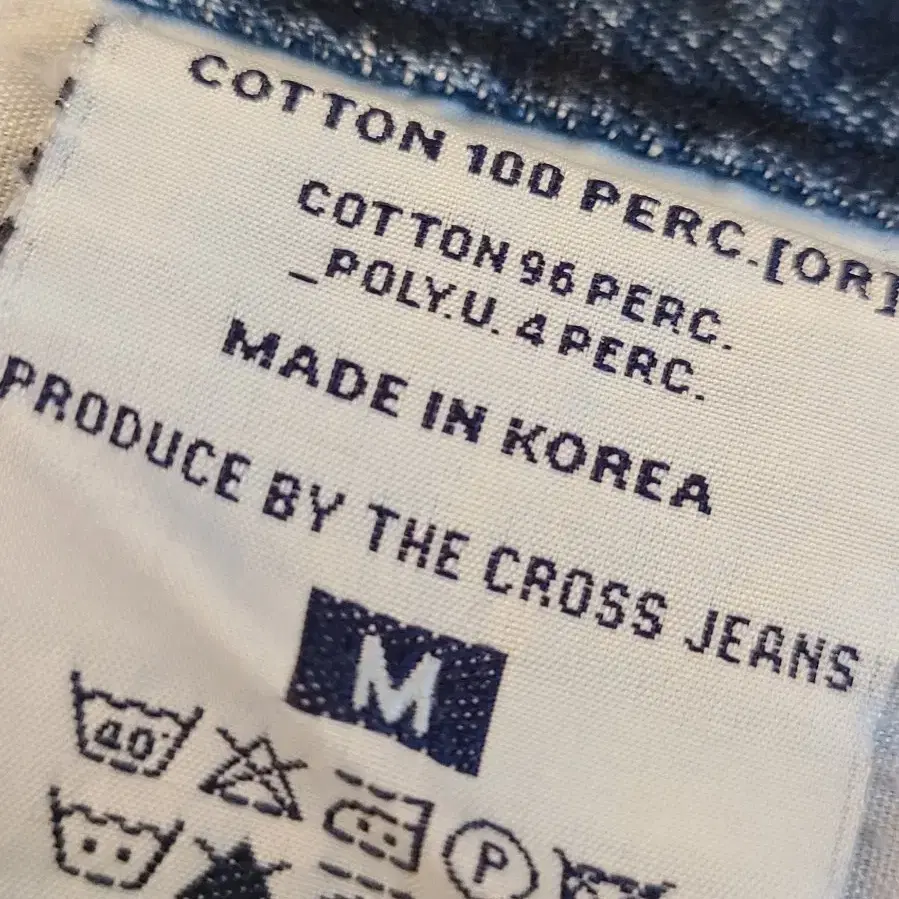 COTTON 100 PERC.[OR]
COTTON 96 PERC.
_POLY.U. 4 PERC.
MADE IN KOREA
PRODUCE BY THE CROSS JEANS
M
40
P